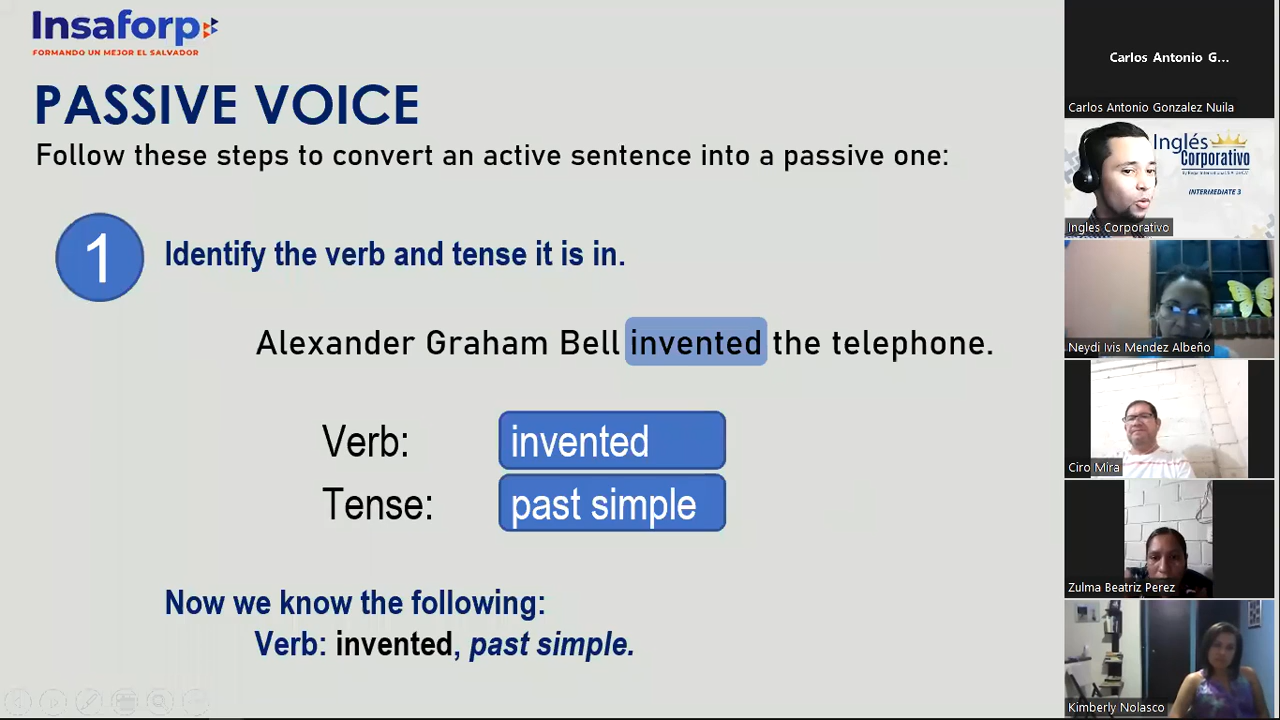 Insaforp
FORMANDO UN MEJOR EL SALVADOR
PASSIVE VOICE
Follow these steps to convert an active sentence into a passive one:
1
Identify the verb and tense it is in.
Alexander Graham Bell invented the telephone.
Verb: invented
Tense: past simple
Now we know the following:
Verb: invented, past simple.
Carlos Antonio G...
Carlos Antonio Gonzalez Nuila
Inglés
Corporativo
INTERMEDIATE 3
Ingles Corporativo
Neydi Ivis Mendez Albeño
Ciro Mira
Zulma Beatriz Perez
Kimberly Nolasco